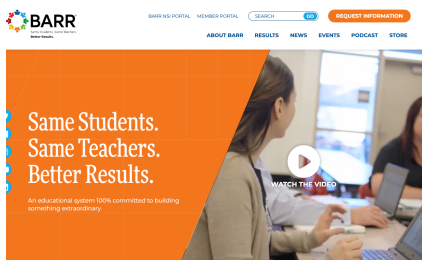 BARR
Same Students. Same Teachers.
Better Results.
BARR NSI PORTAL MEMBER PORTAL SEARCH GO REQUEST INFORMATION
ABOUT BARR RESULTS NEWS EVENTS PODCAST STORE
Same Students.
Same Teachers.
Better Results.
An educational system 100% committed to building
something extraordinary.
WATCH THE VIDEO